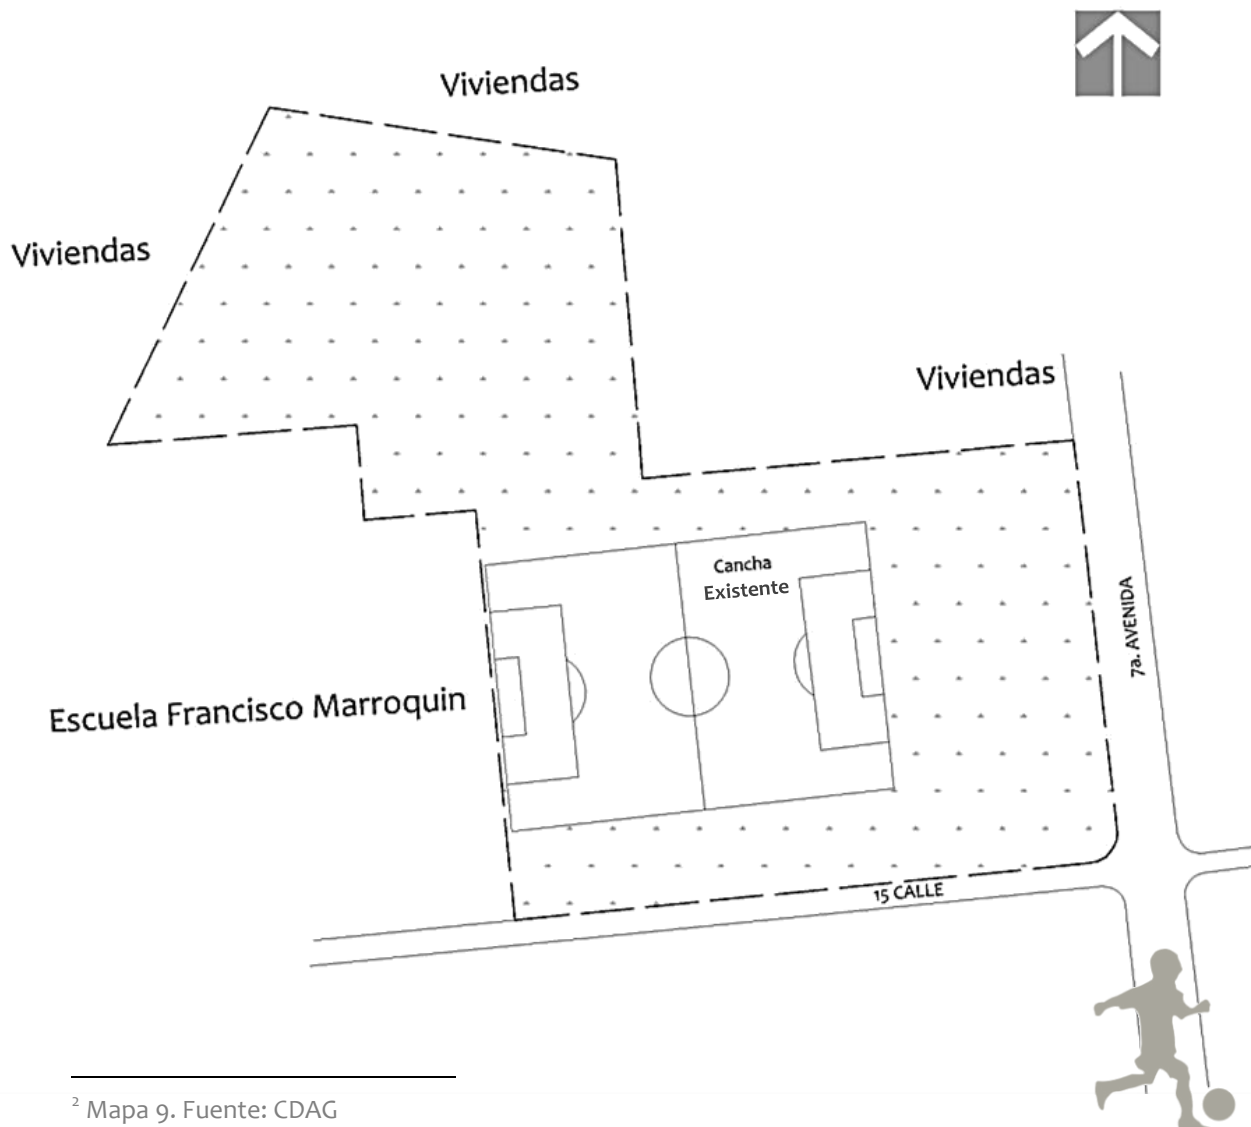 Viviendas
Viviendas
Viviendas
Cancha
Existente
7a. AVENIDA
Escuela Francisco Marroquin
15 CALLE
2 Mapa 9. Fuente: CDAG